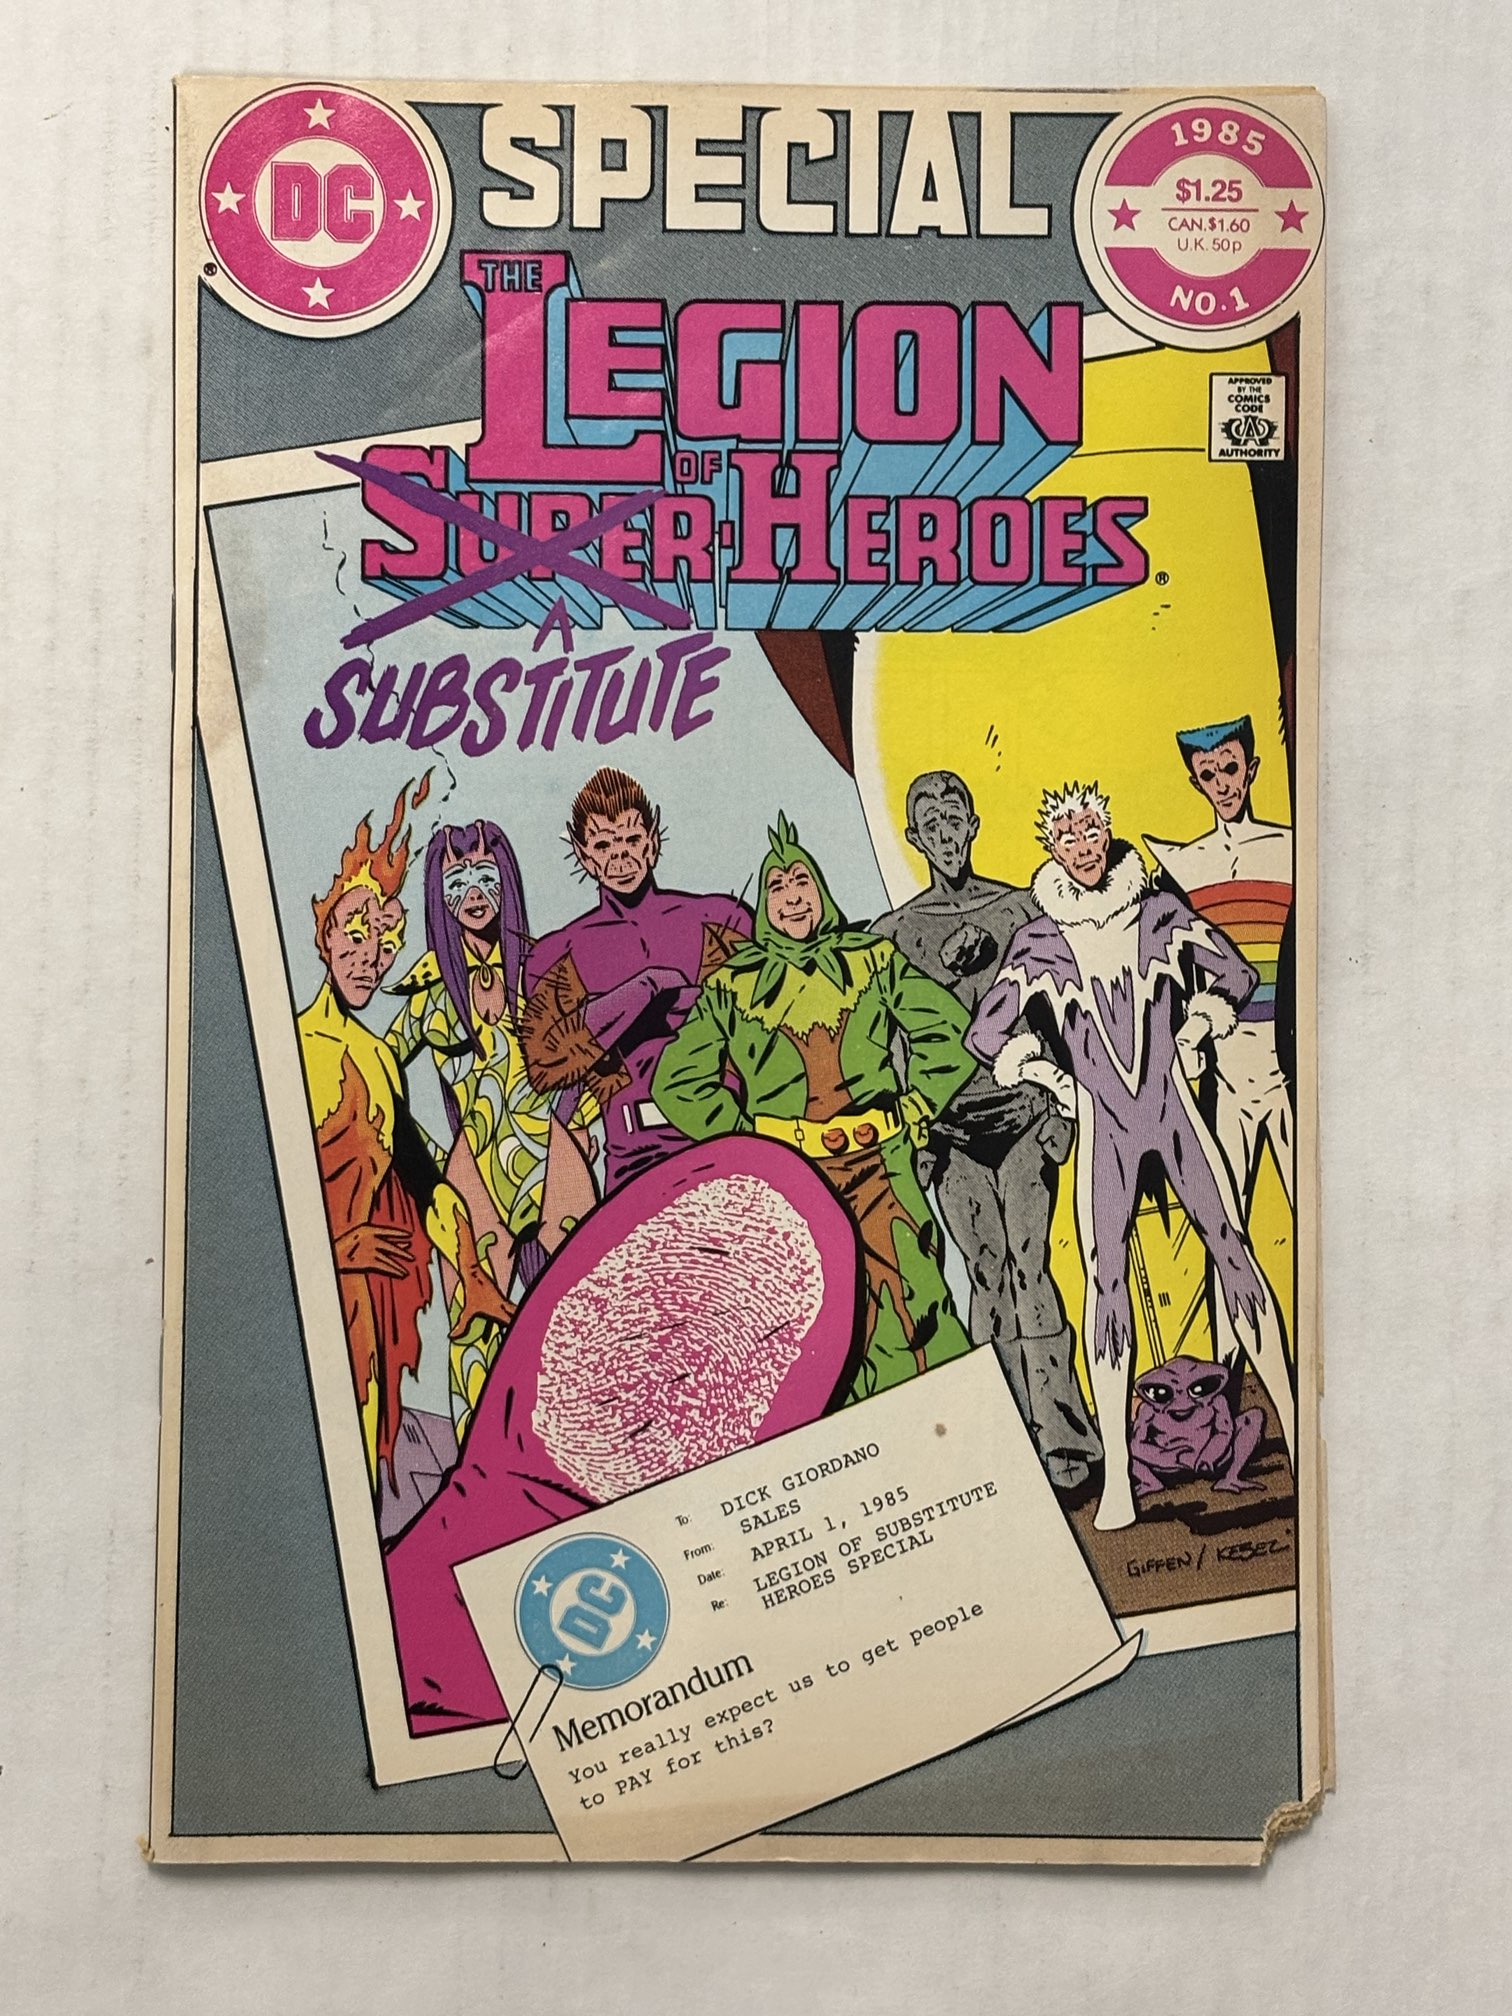 DC
®
SPECIAL
1985
$1.25
CAN.$1.60
U.K. 50p
NO.1
APPROVED
BY THE
COMICS
CODE
CA
AUTHORITY
THE
LEGION
OF
SUPER-HEROES
®
A
SUBSTITUTE
GIFFEN / KESEL
DC
To: DICK GIORDANO
From: SALES
Date: APRIL 1, 1985
Re: LEGION OF SUBSTITUTE
HEROES SPECIAL
Memorandum
You really expect us to get people
to PAY for this?